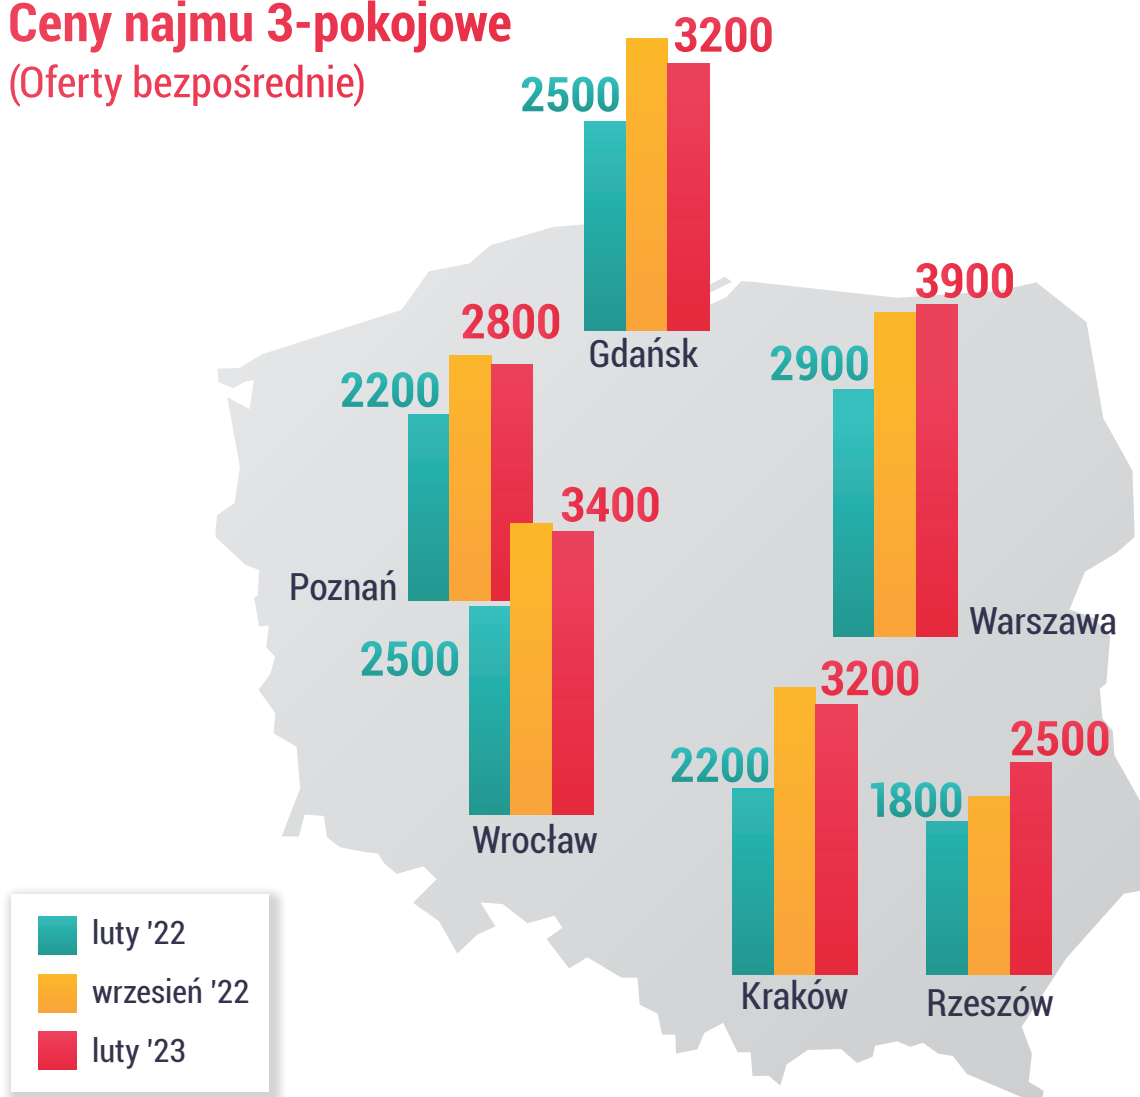 Ceny najmu 3-pokojowe
(Oferty bezpośrednie)
3200
2500
Gdańsk
2800
2200
Poznań
3900
2900
Warszawa
3400
2500
Wrocław
3200
2200
Kraków
2500
1800
Rzeszów
luty '22
wrzesień '22
luty '23